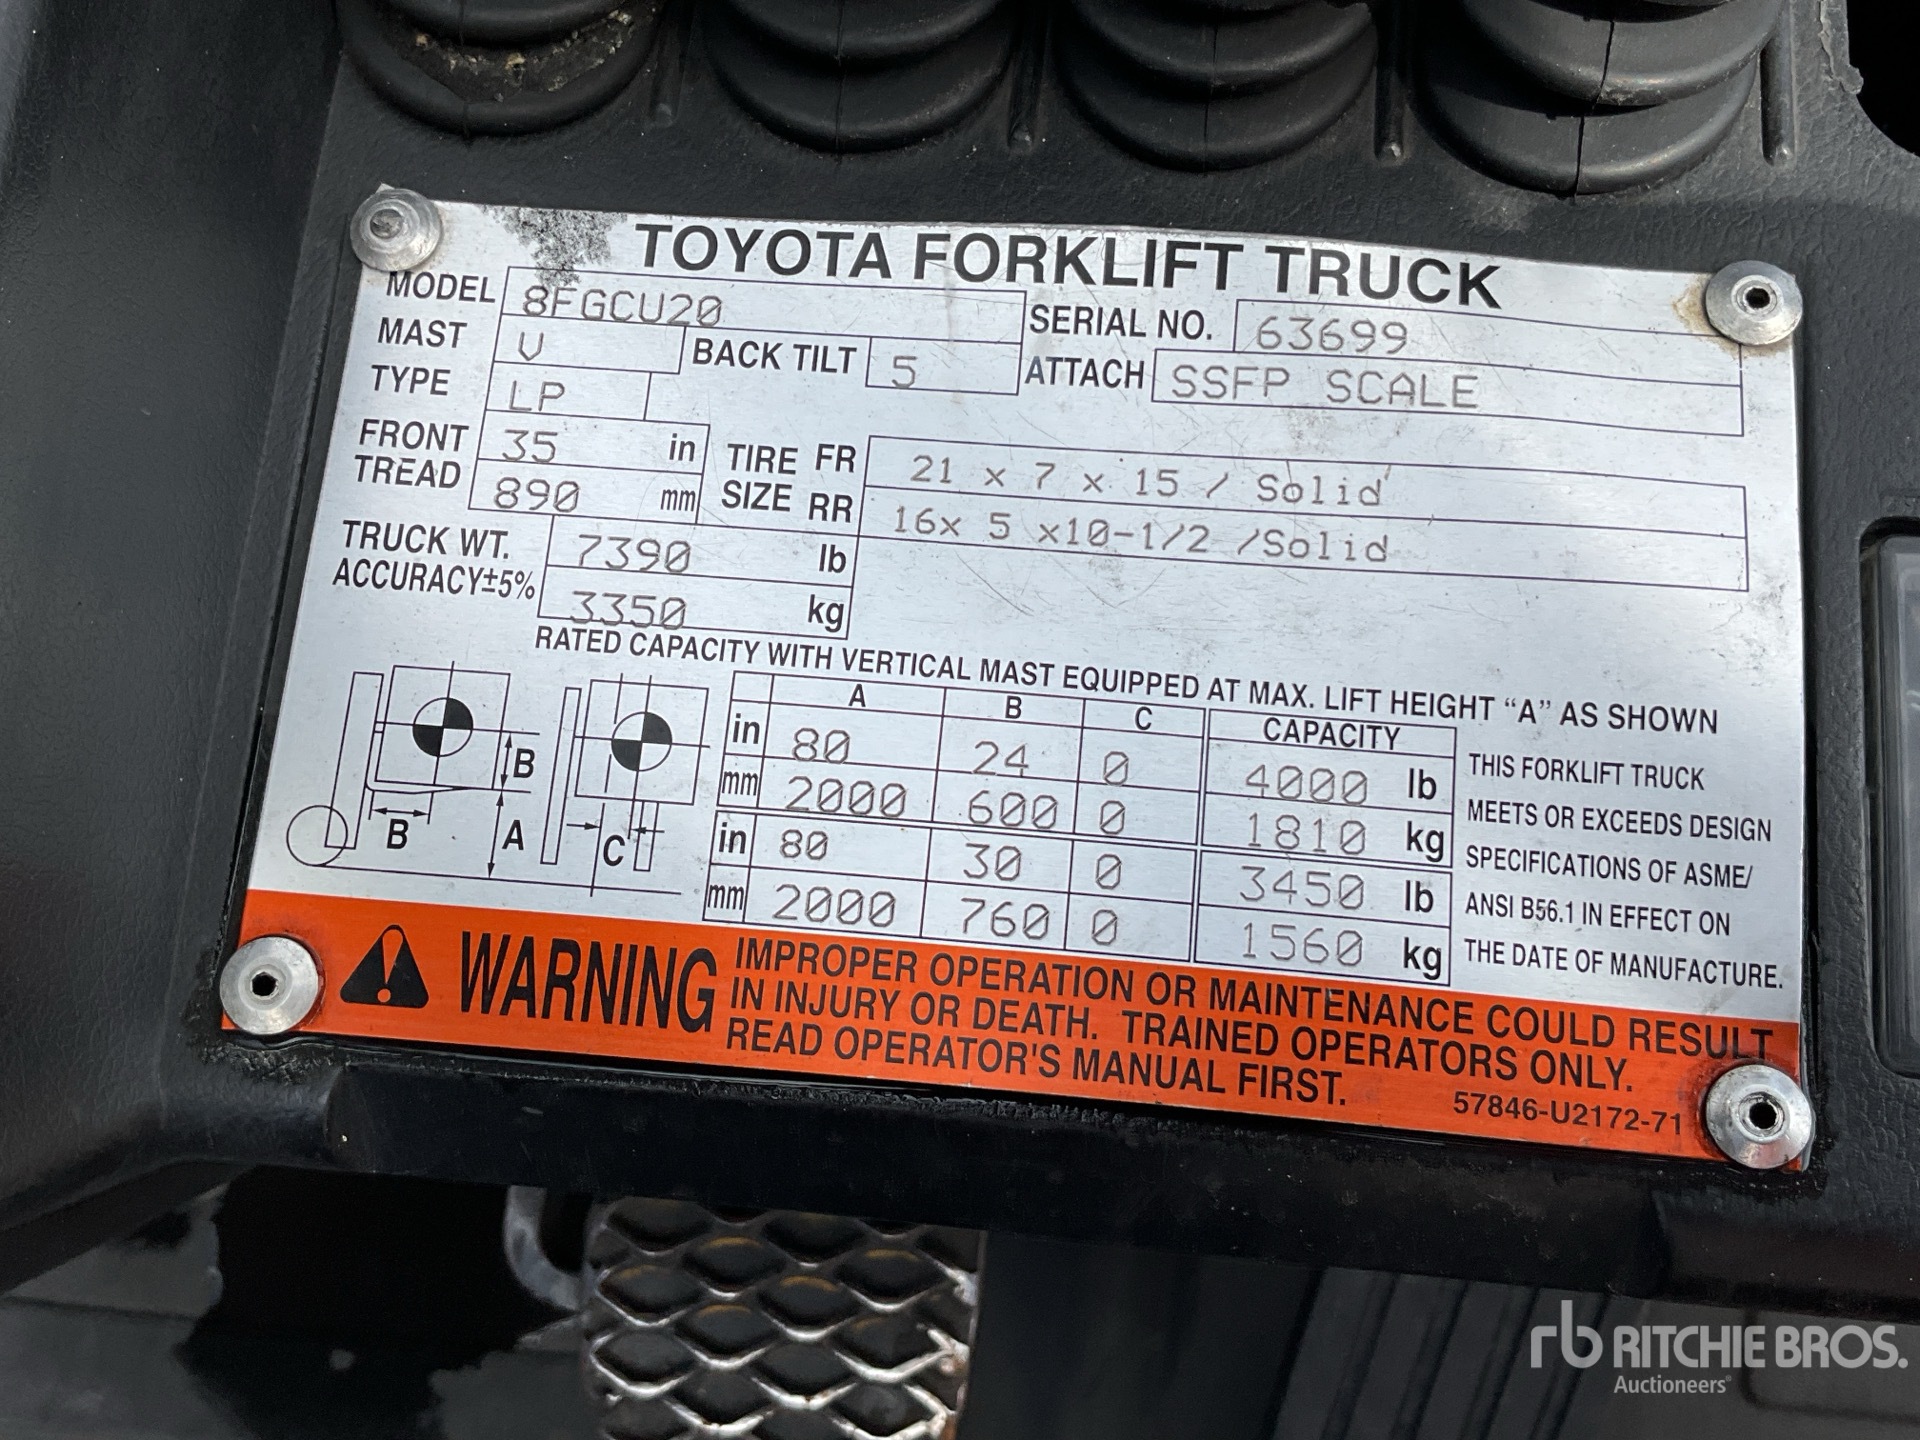 TOYOTA FORKLIFT TRUCK
MODEL 8FGCU20 SERIAL NO. 63699
MAST V BACK TILT 5 ATTACH SSFP SCALE
TYPE LP
FRONT TREAD 35 in TIRE SIZE FR 21 x 7 x 15 / Solid
890 mm RR 16x 5 x10-1/2 /Solid
TRUCK WT. 7390 lb
ACCURACY±5% 3350 kg
RATED CAPACITY WITH VERTICAL MAST EQUIPPED AT MAX. LIFT HEIGHT “A” AS SHOWN
A B C CAPACITY
in 80 24 0 4000 lb
mm 2000 600 0 1810 kg
in 80 30 0 3450 lb
mm 2000 760 0 1560 kg
B
B
A
C
THIS FORKLIFT TRUCK
MEETS OR EXCEEDS DESIGN
SPECIFICATIONS OF ASME/
ANSI B56.1 IN EFFECT ON
THE DATE OF MANUFACTURE.
WARNING
IMPROPER OPERATION OR MAINTENANCE COULD RESULT
IN INJURY OR DEATH. TRAINED OPERATORS ONLY.
READ OPERATOR'S MANUAL FIRST.
57846-U2172-71
rb RITCHIE BROS.
Auctioneers